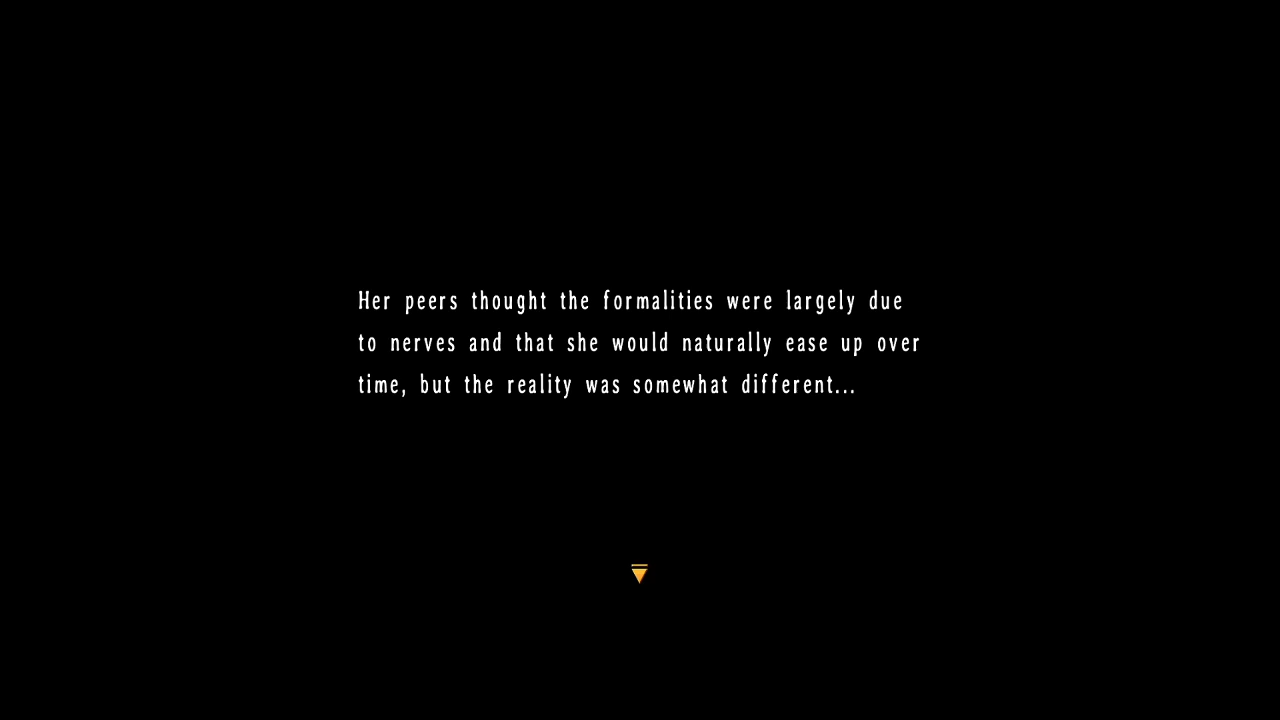 Her peers thought the formalities were largely due
to nerves and that she would naturally ease up over
time, but the reality was somewhat different...